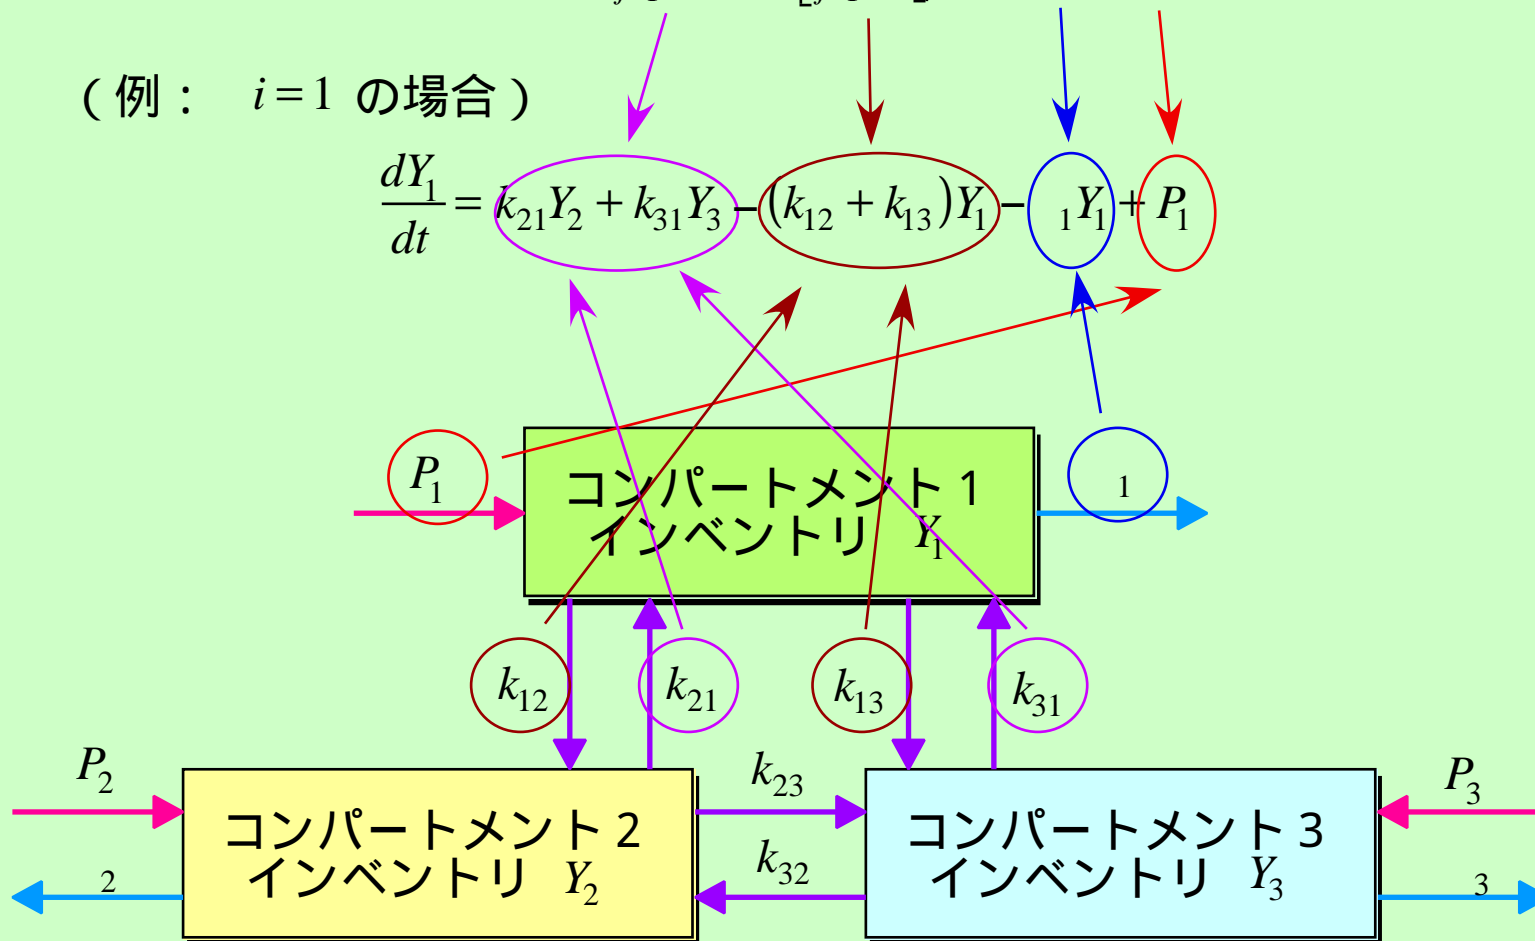 (例: i=1 の場合)
dY₁/dt = k₂₁Y₂ + k₃₁Y₃ − (k₁₂ + k₁₃)Y₁ − ₁Y₁ + P₁
P₁
コンパートメント1
インベントリ Y₁
₁
k₁₂
k₂₁
k₁₃
k₃₁
P₂
コンパートメント2
インベントリ Y₂
₂
k₂₃
k₃₂
コンパートメント3
インベントリ Y₃
P₃
₃